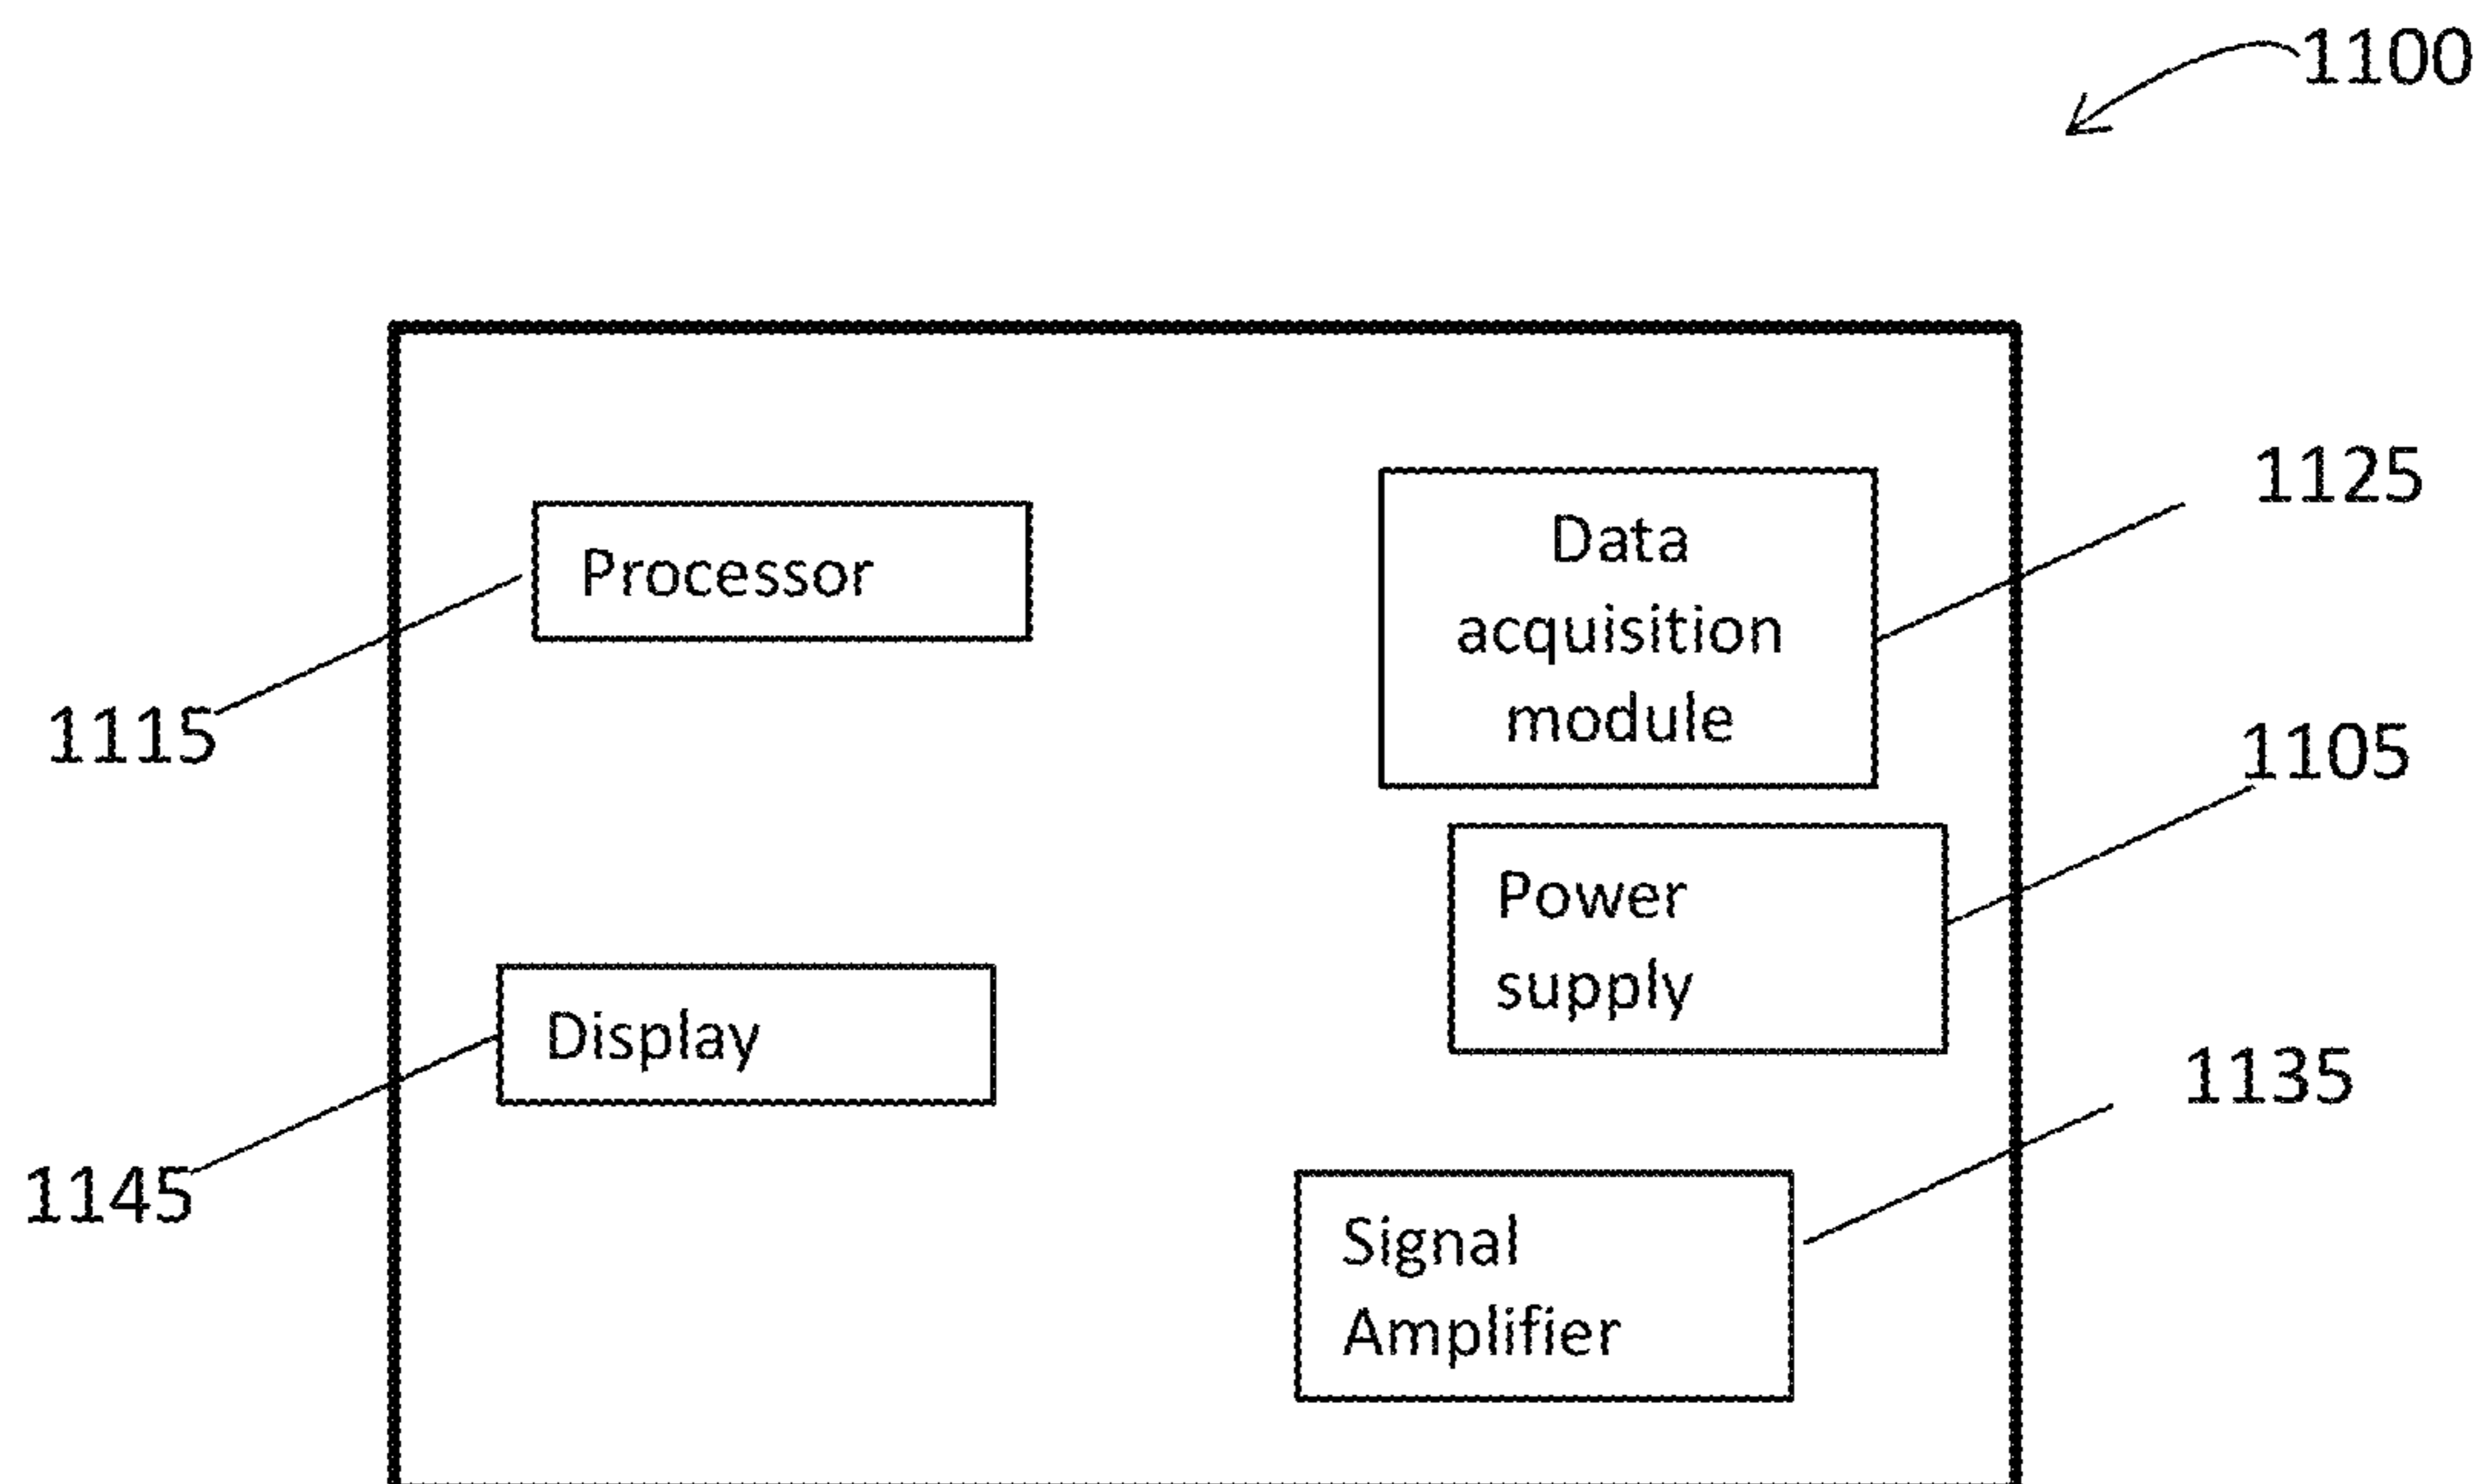 1100
1125
Data
acquisition
module
Processor
1115
1105
Power
supply
Display
1135
1145
Signal
Amplifier